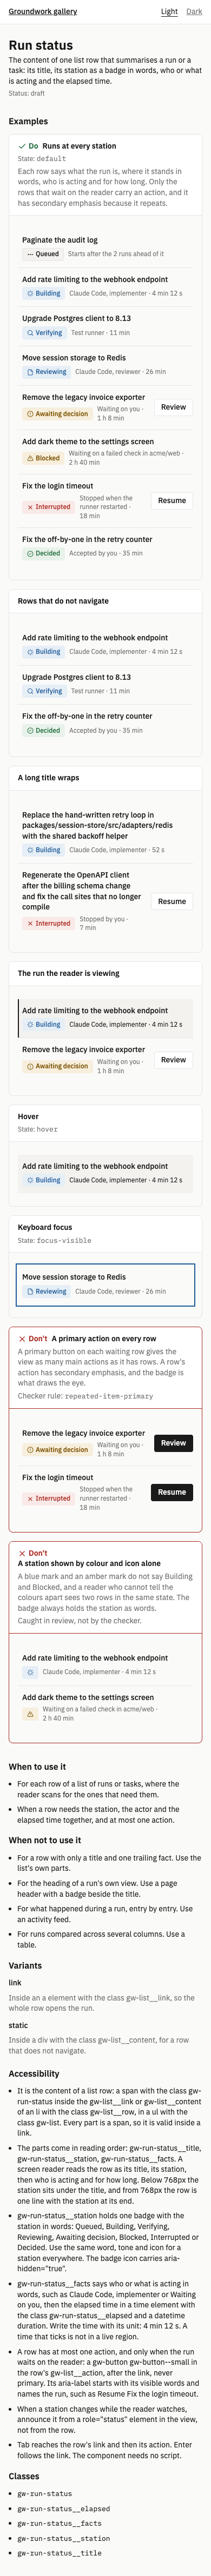 Groundwork gallery
Light Dark
Run status
The content of one list row that summarises a run or a
task: its title, its station as a badge in words, who or what
is acting and the elapsed time.
Status: draft
Examples
Do Runs at every station
State: default
Each row says what the run is, where it stands in
words, who is acting and for how long. Only the
rows that wait on the reader carry an action, and it
has secondary emphasis because it repeats.
Paginate the audit log
Queued Starts after the 2 runs ahead of it
Add rate limiting to the webhook endpoint
Building Claude Code, implementer · 4 min 12 s
Upgrade Postgres client to 8.13
Verifying Test runner · 11 min
Move session storage to Redis
Reviewing Claude Code, reviewer · 26 min
Remove the legacy invoice exporter
Awaiting decision Waiting on you ·
1 h 8 min
Review
Add dark theme to the settings screen
Blocked Waiting on a failed check in acme/web ·
2 h 40 min
Fix the login timeout
Interrupted Stopped when the
runner restarted ·
18 min
Resume
Fix the off-by-one in the retry counter
Decided Accepted by you · 35 min
Rows that do not navigate
Add rate limiting to the webhook endpoint
Building Claude Code, implementer · 4 min 12 s
Upgrade Postgres client to 8.13
Verifying Test runner · 11 min
Fix the off-by-one in the retry counter
Decided Accepted by you · 35 min
A long title wraps
Replace the hand-written retry loop in
packages/session-store/src/adapters/redis
with the shared backoff helper
Building Claude Code, implementer · 52 s
Regenerate the OpenAPI client
after the billing schema change
and fix the call sites that no longer
compile
Interrupted Stopped by you ·
7 min
Resume
The run the reader is viewing
Add rate limiting to the webhook endpoint
Building Claude Code, implementer · 4 min 12 s
Remove the legacy invoice exporter
Awaiting decision Waiting on you ·
1 h 8 min
Review
Hover
State: hover
Add rate limiting to the webhook endpoint
Building Claude Code, implementer · 4 min 12 s
Keyboard focus
State: focus-visible
Move session storage to Redis
Reviewing Claude Code, reviewer · 26 min
Don't A primary action on every row
A primary button on each waiting row gives the
view as many main actions as it has rows. A row's
action has secondary emphasis, and the badge is
what draws the eye.
Checker rule: repeated-item-primary
Remove the legacy invoice exporter
Awaiting decision Waiting on you ·
1 h 8 min
Review
Fix the login timeout
Interrupted Stopped when the
runner restarted ·
18 min
Resume
Don't
A station shown by colour and icon alone
A blue mark and an amber mark do not say Building
and Blocked, and a reader who cannot tell the
colours apart sees two rows in the same state. The
badge always holds the station as words.
Caught in review, not by the checker.
Add rate limiting to the webhook endpoint
Claude Code, implementer · 4 min 12 s
Add dark theme to the settings screen
Waiting on a failed check in acme/web ·
2 h 40 min
When to use it
• For each row of a list of runs or tasks, where the
reader scans for the ones that need them.
• When a row needs the station, the actor and the
elapsed time together, and at most one action.
When not to use it
• For a row with only a title and one trailing fact. Use the
list's own parts.
• For the heading of a run's own view. Use a page
header with a badge beside the title.
• For what happened during a run, entry by entry. Use
an activity feed.
• For runs compared across several columns. Use a
table.
Variants
link
Inside an element with the class gw-list__link, so the
whole row opens the run.
static
Inside a div with the class gw-list__content, for a row
that does not navigate.
Accessibility
• It is the content of a list row: a span with the class gw-
run-status inside the gw-list__link or gw-list__content
of an li with the class gw-list__row, in a ul with the
class gw-list. Every part is a span, so it is valid inside a
link.
• The parts come in reading order: gw-run-status__title,
gw-run-status__station, gw-run-status__facts. A
screen reader reads the row as its title, its station,
then who is acting and for how long. Below 768px the
station sits under the title, and from 768px the row is
one line with the station at its end.
• gw-run-status__station holds one badge with the
station in words: Queued, Building, Verifying,
Reviewing, Awaiting decision, Blocked, Interrupted or
Decided. Use the same word, tone and icon for a
station everywhere. The badge icon carries aria-
hidden="true".
• gw-run-status__facts says who or what is acting in
words, such as Claude Code, implementer or Waiting
on you, then the elapsed time in a time element with
the class gw-run-status__elapsed and a datetime
duration. Write the time with its unit: 4 min 12 s. A
time that ticks is not in a live region.
• A row has at most one action, and only when the run
waits on the reader: a gw-button gw-button--small in
the row's gw-list__action, after the link, never
primary. Its aria-label starts with its visible words and
names the run, such as Resume Fix the login timeout.
• When a station changes while the reader watches,
announce it from a role="status" element in the view,
not from the row.
• Tab reaches the row's link and then its action. Enter
follows the link. The component needs no script.
Classes
• gw-run-status
• gw-run-status__elapsed
• gw-run-status__facts
• gw-run-status__station
• gw-run-status__title